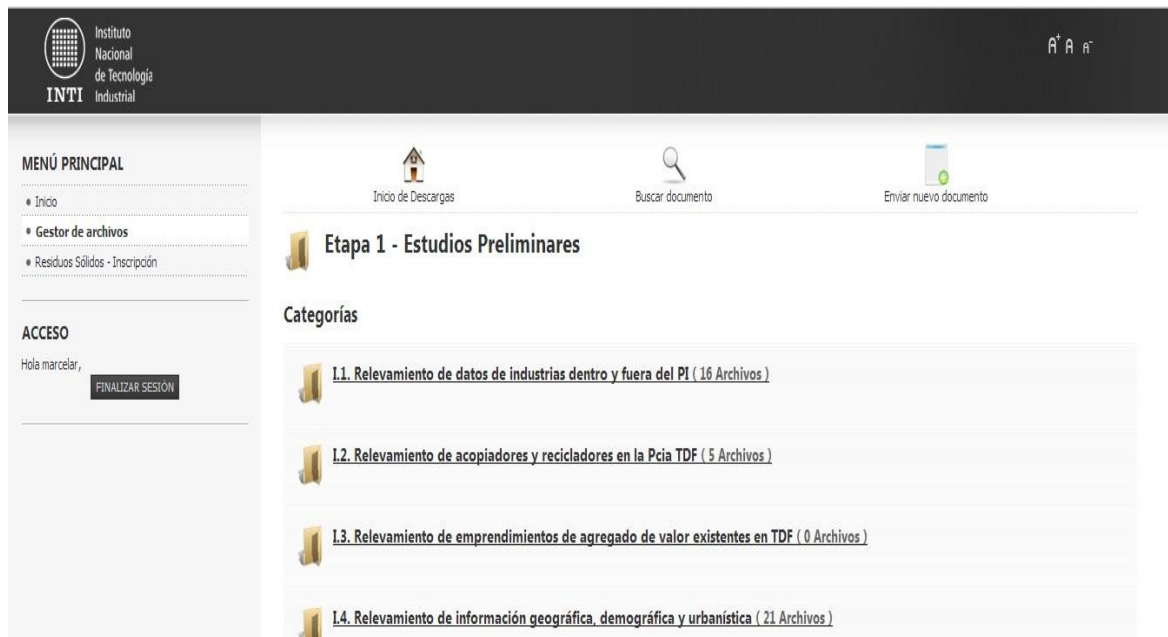 Instituto
Nacional
de Tecnología
INTI Industrial
A+ A A-
MENÚ PRINCIPAL
Inicio
Gestor de archivos
Residuos Sólidos - Inscripción
ACCESO
Hola marcelar,
FINALIZAR SESIÓN
Inicio de Descargas
Buscar documento
Enviar nuevo documento
Etapa 1 - Estudios Preliminares
Categorías
I.1. Relevamiento de datos de industrias dentro y fuera del PI ( 16 Archivos )
I.2. Relevamiento de acopiadores y recicladores en la Pcia TDF ( 5 Archivos )
I.3. Relevamiento de emprendimientos de agregado de valor existentes en TDF ( 0 Archivos )
I.4. Relevamiento de información geográfica, demográfica y urbanística ( 21 Archivos )